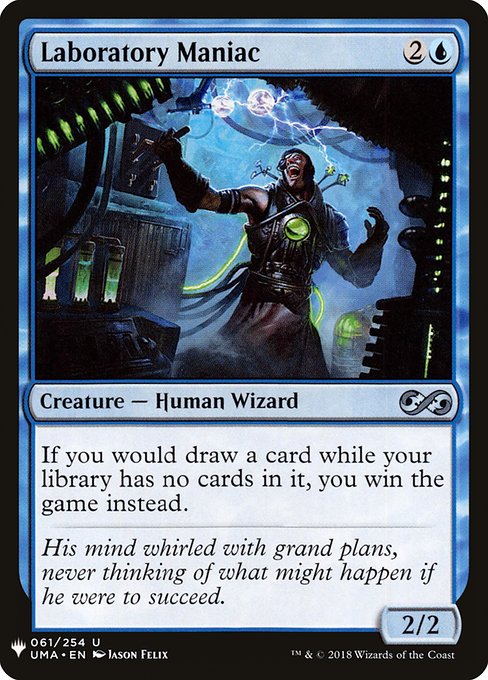 Laboratory Maniac 2
Creature — Human Wizard
If you would draw a card while your
library has no cards in it, you win the
game instead.
His mind whirled with grand plans,
never thinking of what might happen if
he were to succeed.
2/2
061/254 U
UMA • EN Jason Felix
™ & © 2018 Wizards of the Coast